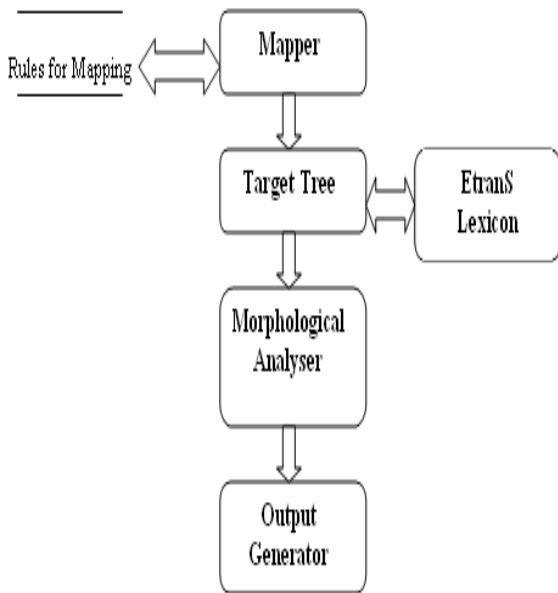 Mapper
Rules for Mapping
Target Tree
EtranS
Lexicon
Morphological
Analyser
Output
Generator